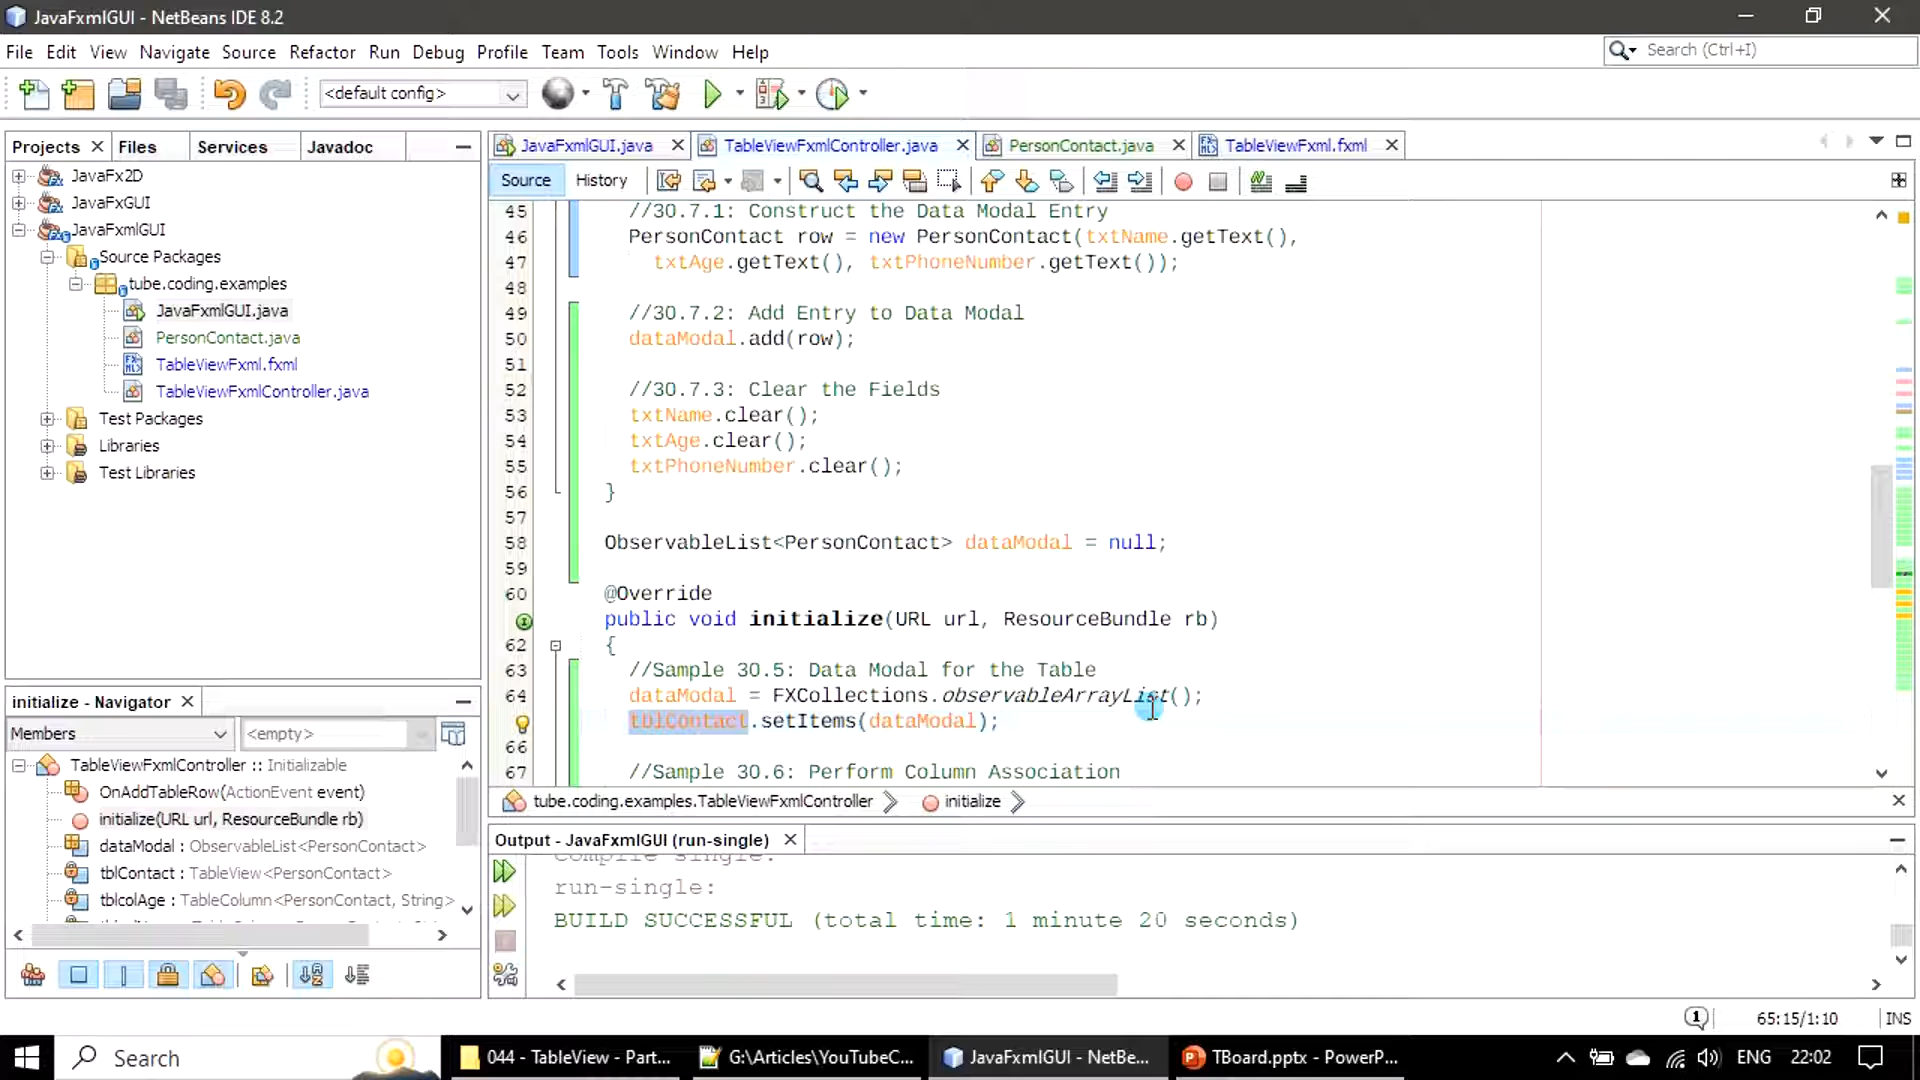 JavaFxmlGUI - NetBeans IDE 8.2
File Edit View Navigate Source Refactor Run Debug Profile Team Tools Window Help
Search (Ctrl+I)
<default config>
Projects Files Services Javadoc
JavaFxmlGUI.java TableViewFxmlController.java PersonContact.java TableViewFxml.fxml
Source History
JavaFx2D
JavaFxGUI
JavaFxmlGUI
Source Packages
tube.coding.examples
JavaFxmlGUI.java
PersonContact.java
TableViewFxml.fxml
TableViewFxmlController.java
Test Packages
Libraries
Test Libraries
45 //30.7.1: Construct the Data Modal Entry
46 PersonContact row = new PersonContact(txtName.getText(),
47 txtAge.getText(), txtPhoneNumber.getText());
48
49 //30.7.2: Add Entry to Data Modal
50 dataModal.add(row);
51
52 //30.7.3: Clear the Fields
53 txtName.clear();
54 txtAge.clear();
55 txtPhoneNumber.clear();
56 }
57
58 ObservableList<PersonContact> dataModal = null;
59
60 @Override
public void initialize(URL url, ResourceBundle rb)
62 {
63 //Sample 30.5: Data Modal for the Table
64 dataModal = FXCollections.observableArrayList();
tblContact.setItems(dataModal);
66
67 //Sample 30.6: Perform Column Association
tube.coding.examples.TableViewFxmlController initialize
initialize - Navigator
Members <empty>
TableViewFxmlController :: Initializable
OnAddTableRow(ActionEvent event)
initialize(URL url, ResourceBundle rb)
dataModal : ObservableList<PersonContact>
tblContact : TableView<PersonContact>
tblcolAge : TableColumn<PersonContact, String>
Output - JavaFxmlGUI (run-single)
compile-single:
run-single:
BUILD SUCCESSFUL (total time: 1 minute 20 seconds)
1 65:15/1:10 INS
Search
044 - TableView - Part...
G:\Articles\YouTubeC...
JavaFxmlGUI - NetBe...
TBoard.pptx - PowerP...
ENG 22:02